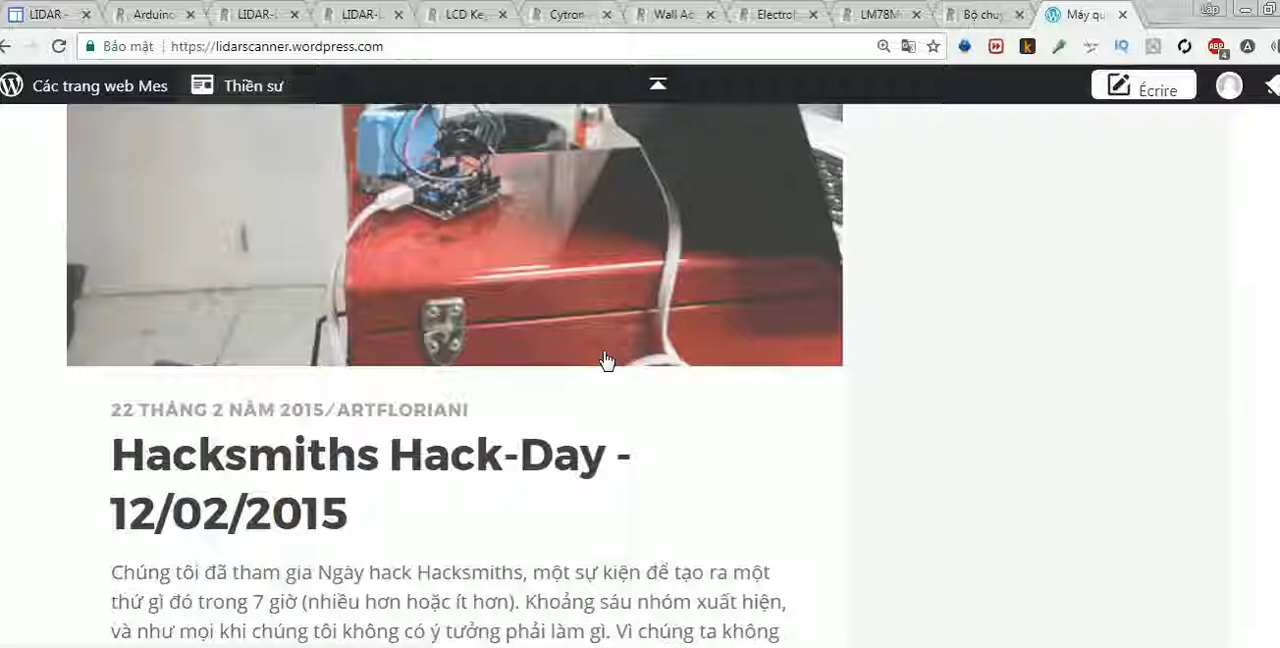 LIDAR -
Arduino
LIDAR-L
LIDAR-L
LCD Ke
Cytron
Wall Ac
Electrol
LM78M
Bộ chuy
Máy qu
Lập
Bảo mật
https://lidarscanner.wordpress.com
Các trang web Mes
Thiền sư
Écrire
22 THÁNG 2 NĂM 2015/ARTFLORIANI
Hacksmiths Hack-Day -
12/02/2015
Chúng tôi đã tham gia Ngày hack Hacksmiths, một sự kiện để tạo ra một
thứ gì đó trong 7 giờ (nhiều hơn hoặc ít hơn). Khoảng sáu nhóm xuất hiện,
và như mọi khi chúng tôi không có ý tưởng phải làm gì. Vì chúng ta không